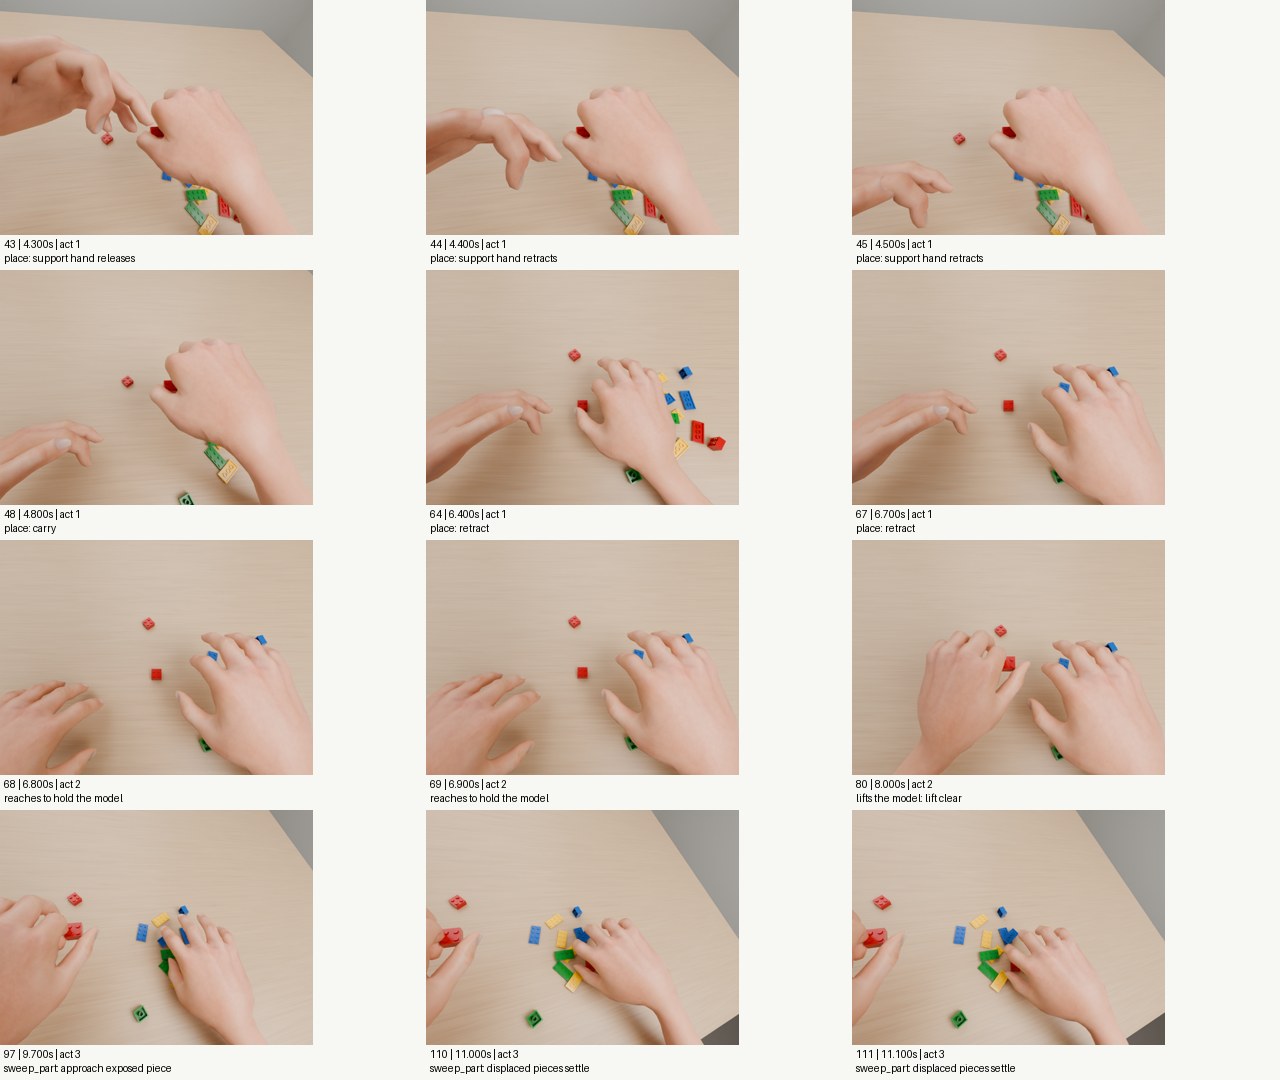 43 | 4.300s | act 1
place: support hand releases
44 | 4.400s | act 1
place: support hand retracts
45 | 4.500s | act 1
place: support hand retracts
48 | 4.800s | act 1
place: carry
64 | 6.400s | act 1
place: retract
67 | 6.700s | act 1
place: retract
68 | 6.800s | act 2
reaches to hold the model
69 | 6.900s | act 2
reaches to hold the model
80 | 8.000s | act 2
lifts the model: lift clear
97 | 9.700s | act 3
sweep_part: approach exposed piece
110 | 11.000s | act 3
sweep_part: displaced pieces settle
111 | 11.100s | act 3
sweep_part: displaced pieces settle